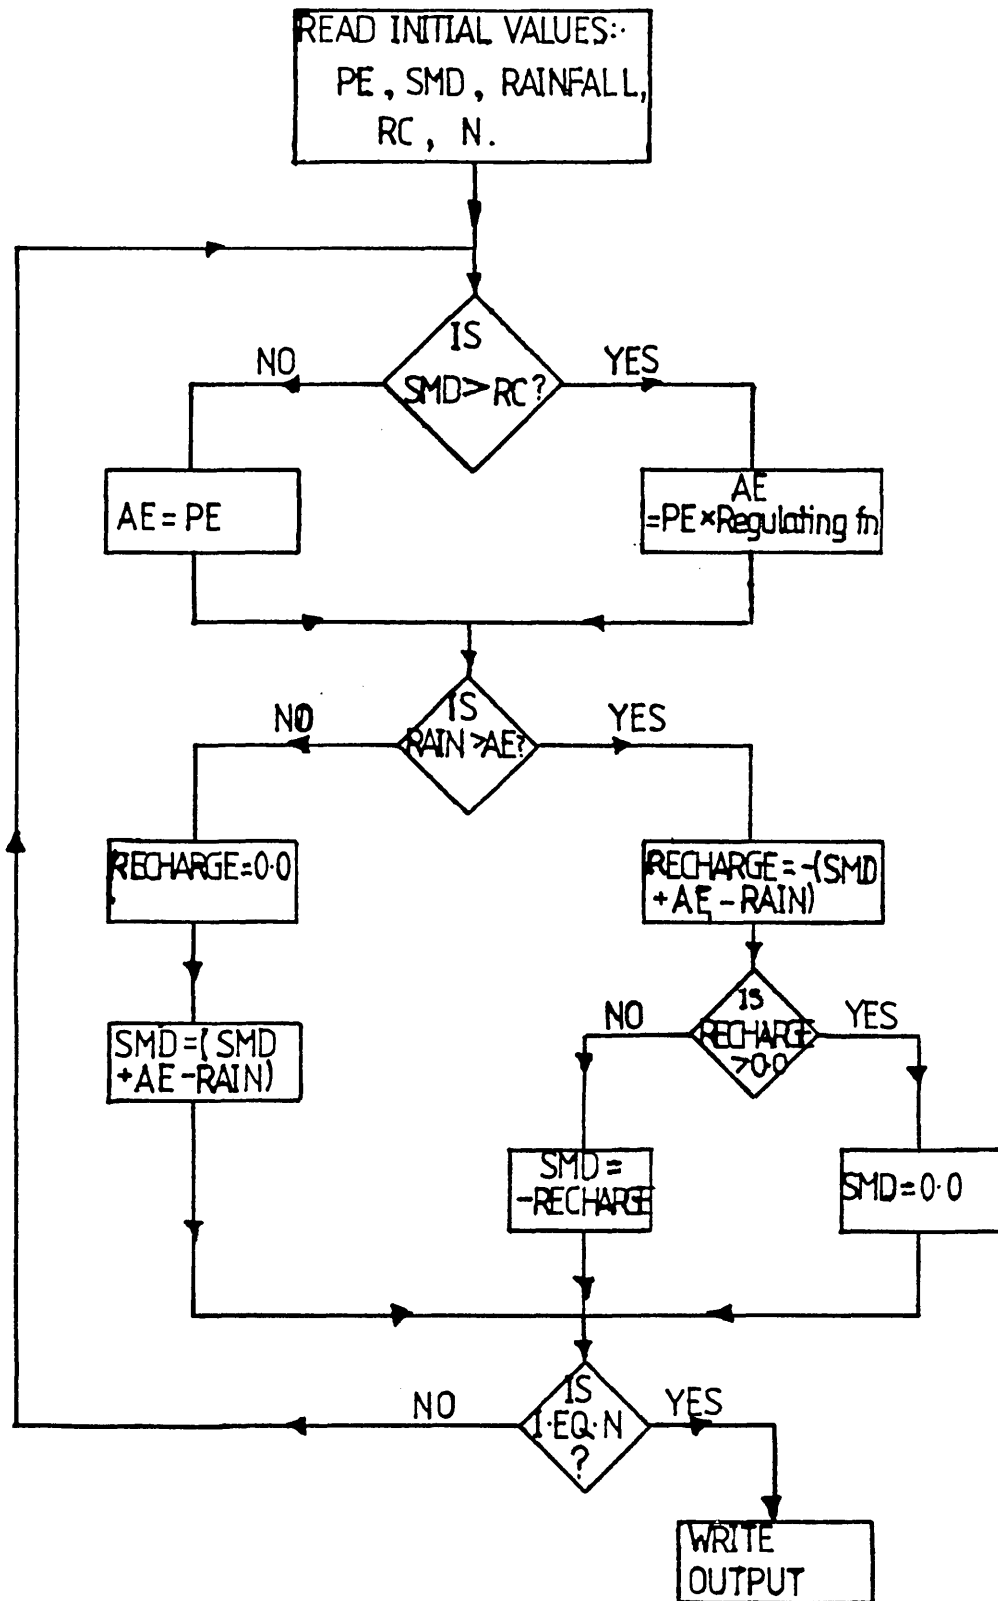 READ INITIAL VALUES:-
PE, SMD, RAINFALL,
RC, N.
IS
SMD > RC?
NO
YES
AE = PE
AE
=PE×Regulating fn
IS
RAIN >AE?
NO
YES
RECHARGE=0·0
RECHARGE=-(SMD
+AE-RAIN)
SMD=(SMD
+AE-RAIN)
IS
RECHARGE
>0·0
NO
YES
SMD =
-RECHARGE
SMD=0·0
IS
I·EQ·N
?
NO
YES
WRITE
OUTPUT